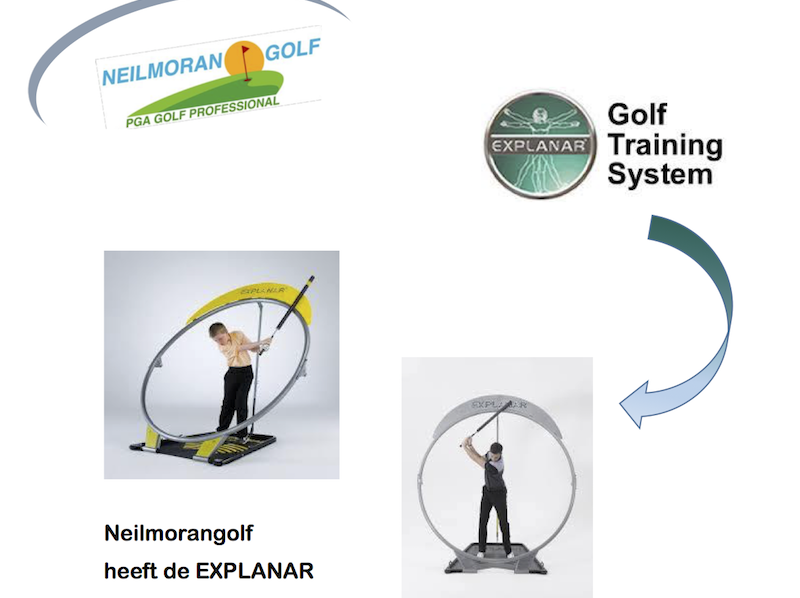 NEILMORAN GOLF
PGA GOLF PROFESSIONAL
EXPLANAR
Golf
Training
System
EXPLANAR
EXPLANAR
Neilmorangolf
heeft de EXPLANAR